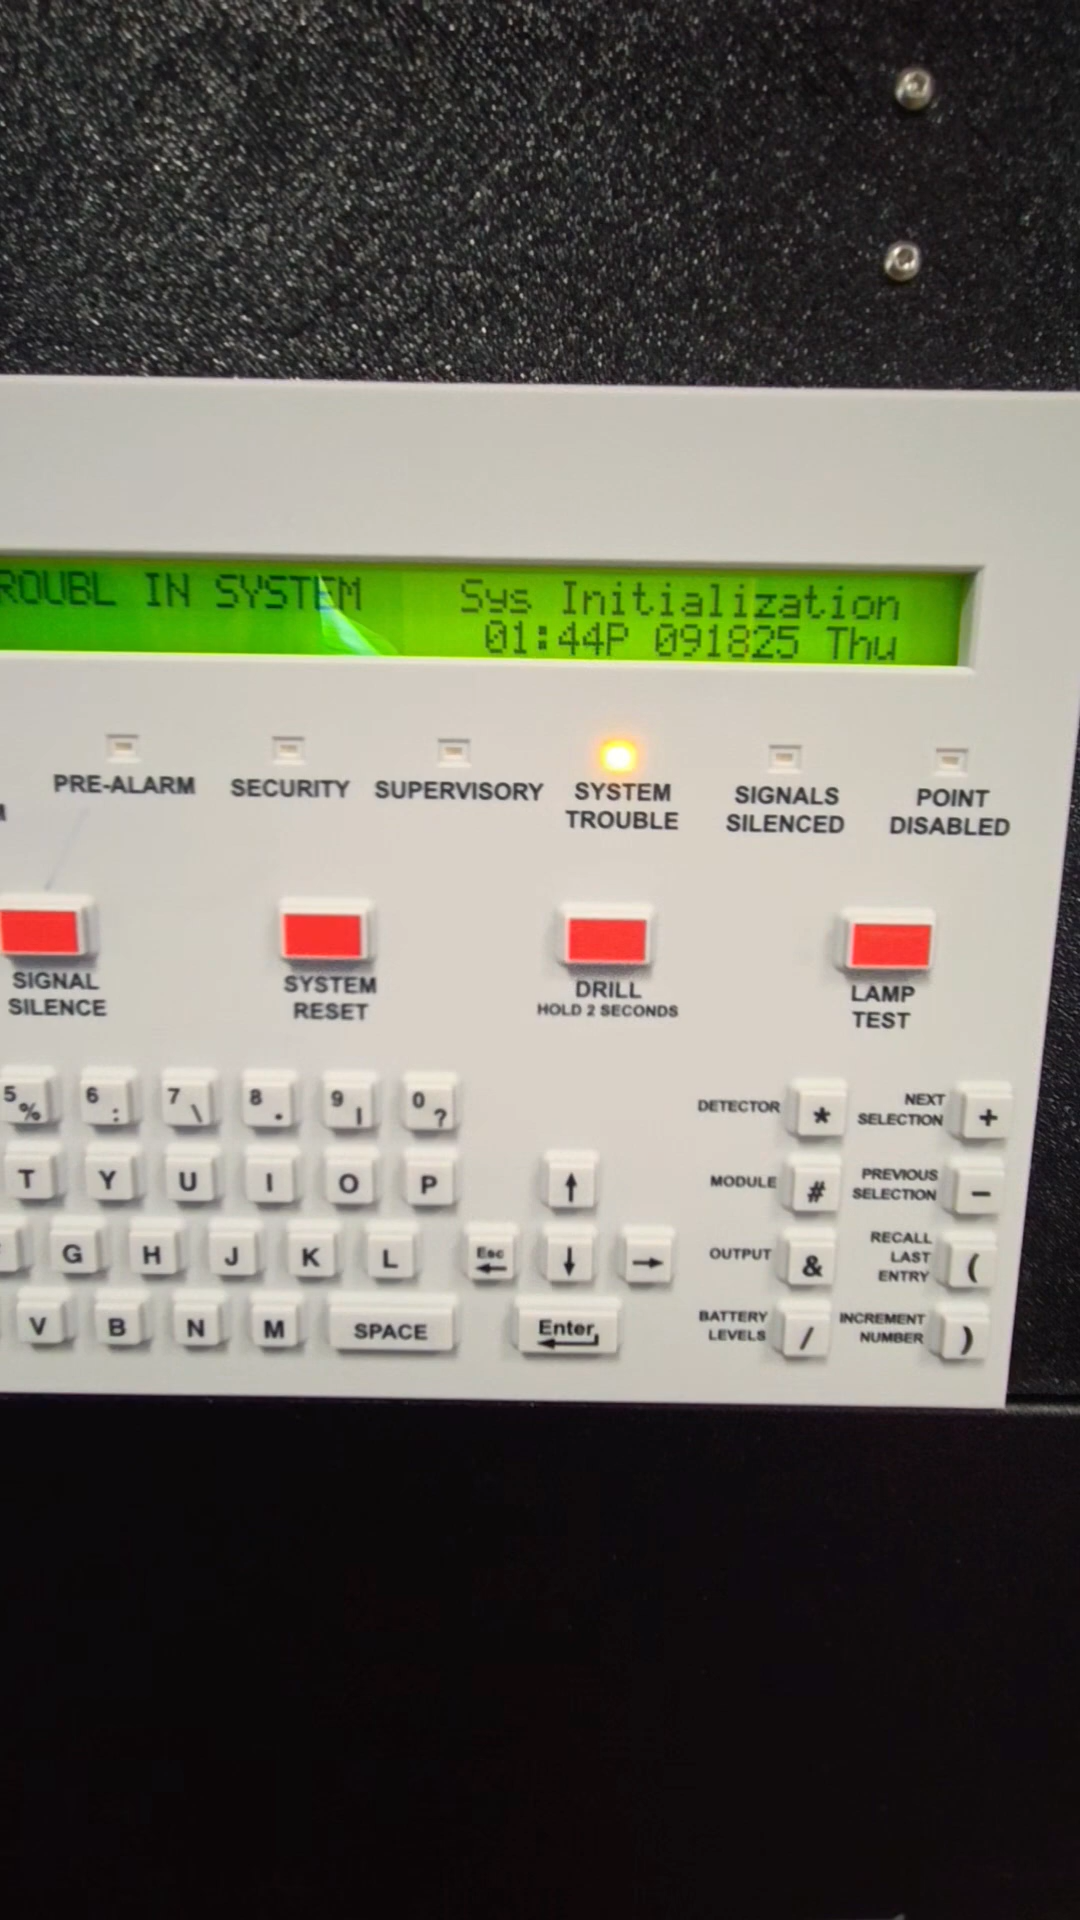 ROUBL IN SYSTEM Sys Initialization
01:44P 091825 Thu
PRE-ALARM SECURITY SUPERVISORY SYSTEM TROUBLE SIGNALS SILENCED POINT DISABLED
SIGNAL SILENCE SYSTEM RESET DRILL HOLD 2 SECONDS LAMP TEST
5 % 6 : 7 \ 8 . 9 | 0 ? DETECTOR * NEXT SELECTION +
T Y U I O P ↑ MODULE # PREVIOUS SELECTION −
G H J K L Esc ← ↓ → OUTPUT & RECALL LAST ENTRY (
V B N M SPACE Enter BATTERY LEVELS / INCREMENT NUMBER )